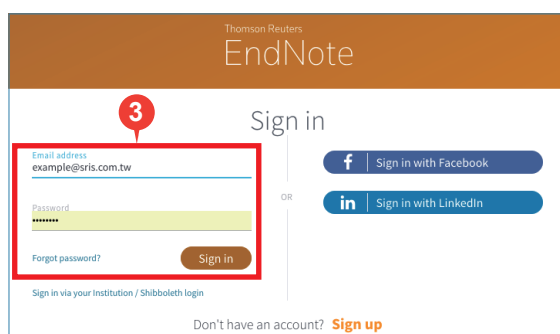 Thomson Reuters
EndNote
3
Sign in
Email address
example@sris.com.tw
Password
••••••••
Forgot password?
Sign in
Sign in via your Institution / Shibboleth login
OR
f Sign in with Facebook
in Sign in with LinkedIn
Don't have an account? Sign up